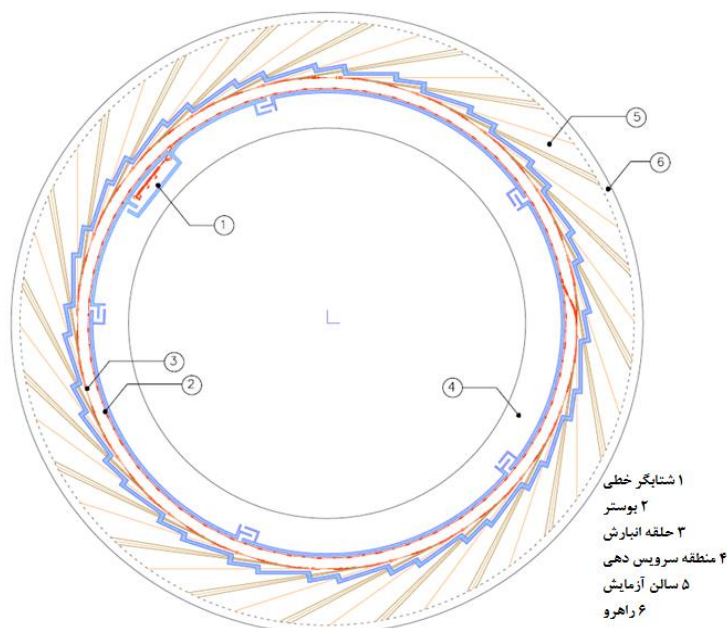 5
6
1
3
2
4
۱ شتابگر خطی
۲ بوستر
۳ حلقه انبارش
۴ منطقه سرویس دهی
۵ سالن آزمایش
۶ راهرو